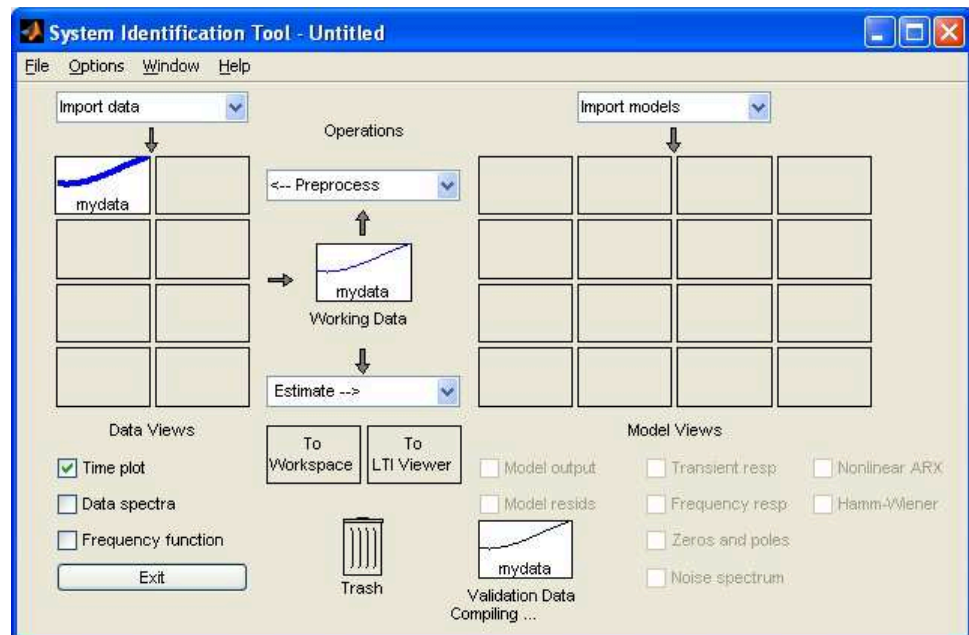 System Identification Tool - Untitled
File Options Window Help
Import data
Import models
Operations
<-- Preprocess
mydata
mydata
Working Data
Estimate -->
Data Views
Model Views
To Workspace
To LTI Viewer
Time plot
Data spectra
Frequency function
Exit
Trash
Model output
Model resids
Transient resp
Frequency resp
Zeros and poles
Noise spectrum
Nonlinear ARX
Hamm-Wiener
mydata
Validation Data
Compiling ...